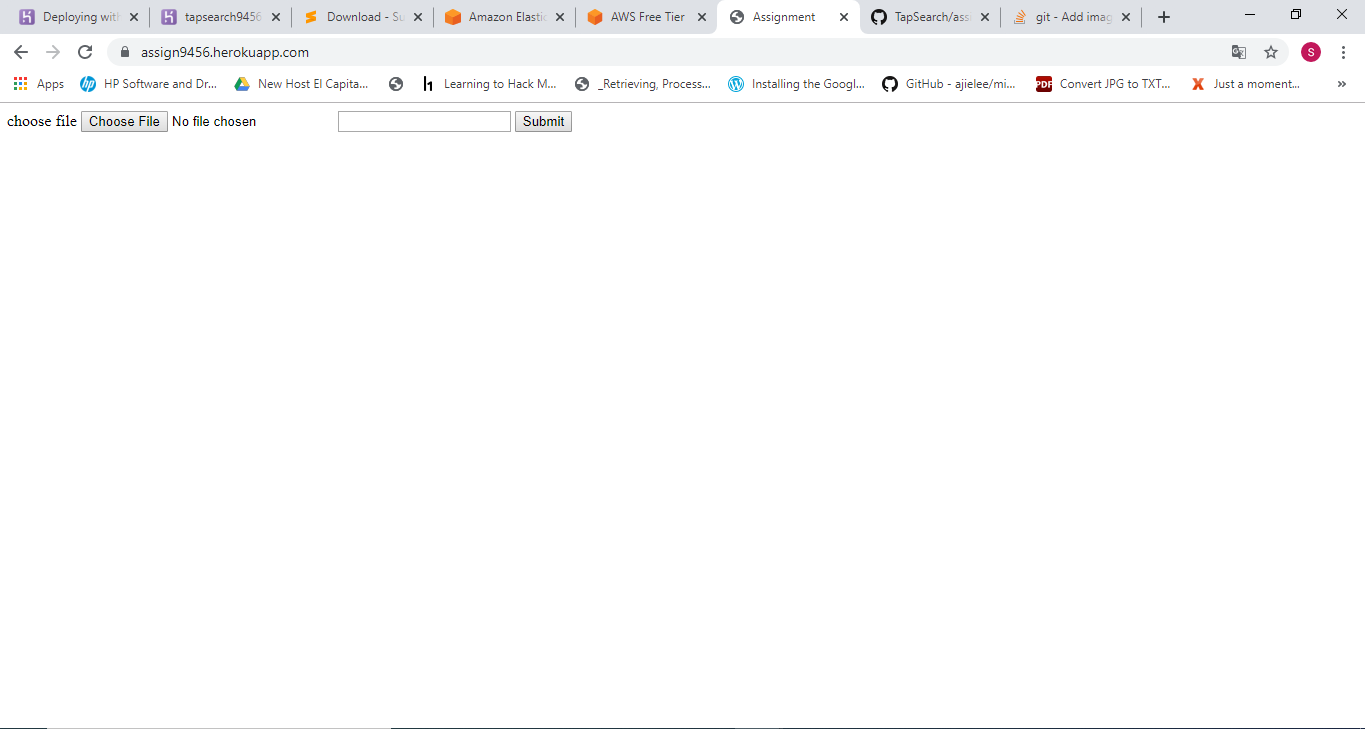 Deploying with tapsearch9456 Download - Su Amazon Elastic AWS Free Tier Assignment TapSearch/ass git - Add imag
assign9456.herokuapp.com S
Apps HP Software and Dr... New Host El Capita... Learning to Hack M... _Retrieving, Process... Installing the Googl... GitHub - ajielee/mi... PDF Convert JPG to TXT... X Just a moment... »
choose file Choose File No file chosen Submit